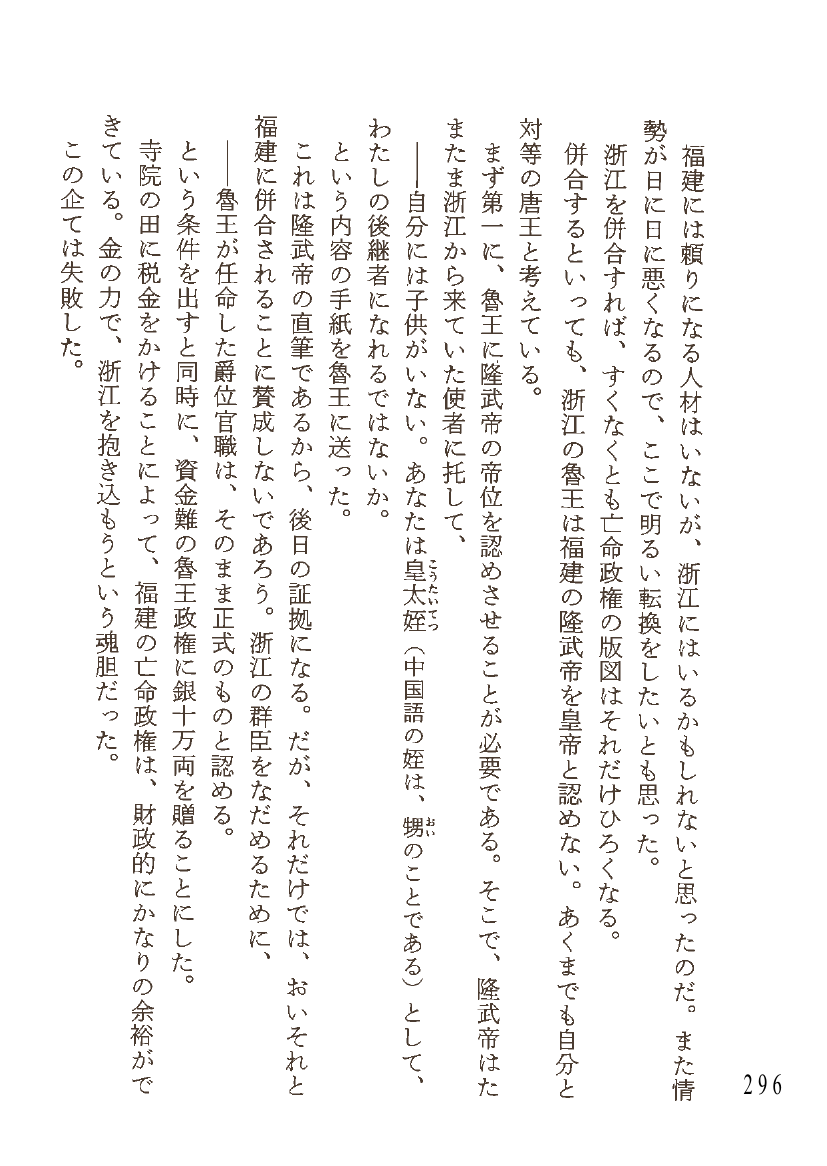 福建には頼りになる人材はいないが、浙江にはいるかもしれないと思ったのだ。また情
勢が日に日に悪くなるので、ここで明るい転換をしたいとも思った。
浙江を併合すれば、すくなくとも亡命政権の版図はそれだけひろくなる。
併合するといっても、浙江の魯王は福建の隆武帝を皇帝と認めない。あくまでも自分と
対等の唐王と考えている。
まず第一に、魯王に隆武帝の帝位を認めさせることが必要である。そこで、隆武帝はた
またま浙江から来ていた使者に托して、
――自分には子供がいない。あなたは皇太姪（中国語の姪は、甥のことである）として、
こうたいてつ
おい
わたしの後継者になれるではないか。
という内容の手紙を魯王に送った。
これは隆武帝の直筆であるから、後日の証拠になる。だが、それだけでは、おいそれと
福建に併合されることに賛成しないであろう。浙江の群臣をなだめるために、
――魯王が任命した爵位官職は、そのまま正式のものと認める。
という条件を出すと同時に、資金難の魯王政権に銀十万両を贈ることにした。
寺院の田に税金をかけることによって、福建の亡命政権は、財政的にかなりの余裕がで
きている。金の力で、浙江を抱き込もうという魂胆だった。
この企ては失敗した。
296